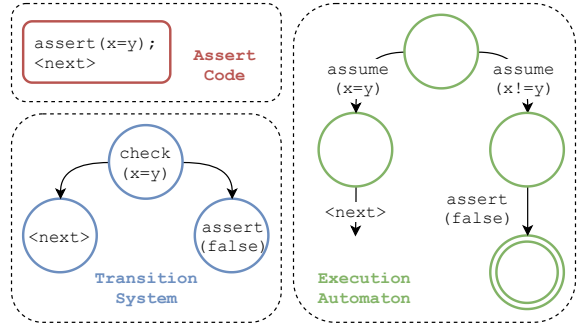 assert(x=y);
<next>
Assert
Code
check
(x=y)
<next>
assert
(false)
Transition
System
assume
(x=y)
assume
(x!=y)
<next>
assert
(false)
Execution
Automaton